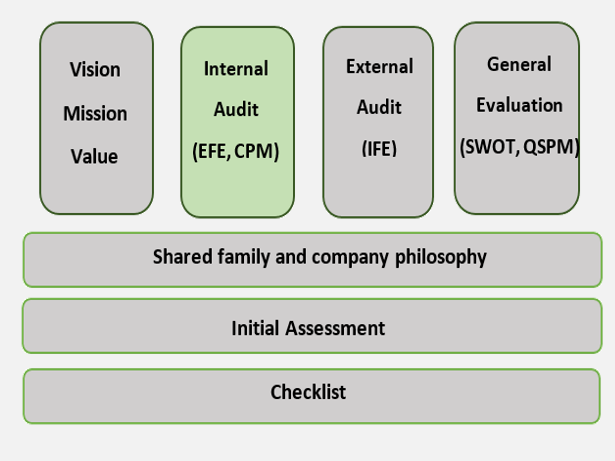 Vision
Mission
Value
Internal
Audit
(EFE, CPM)
External
Audit
(IFE)
General
Evaluation
(SWOT, QSPM)
Shared family and company philosophy
Initial Assessment
Checklist